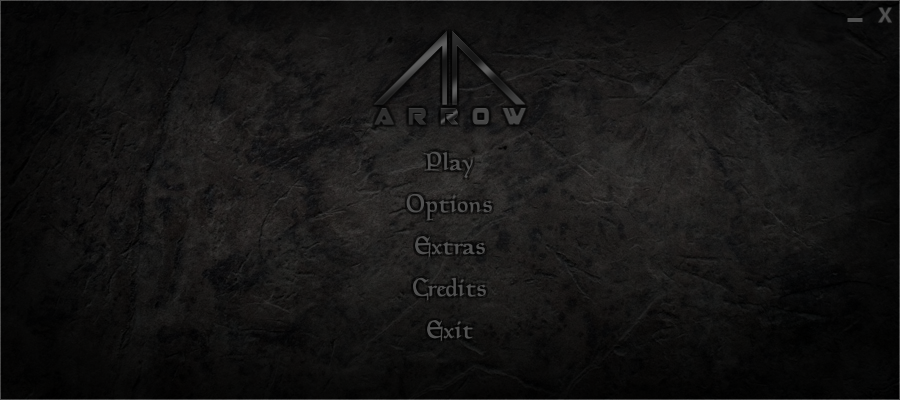 X
ARROW
Play
Options
Extras
Credits
Exit